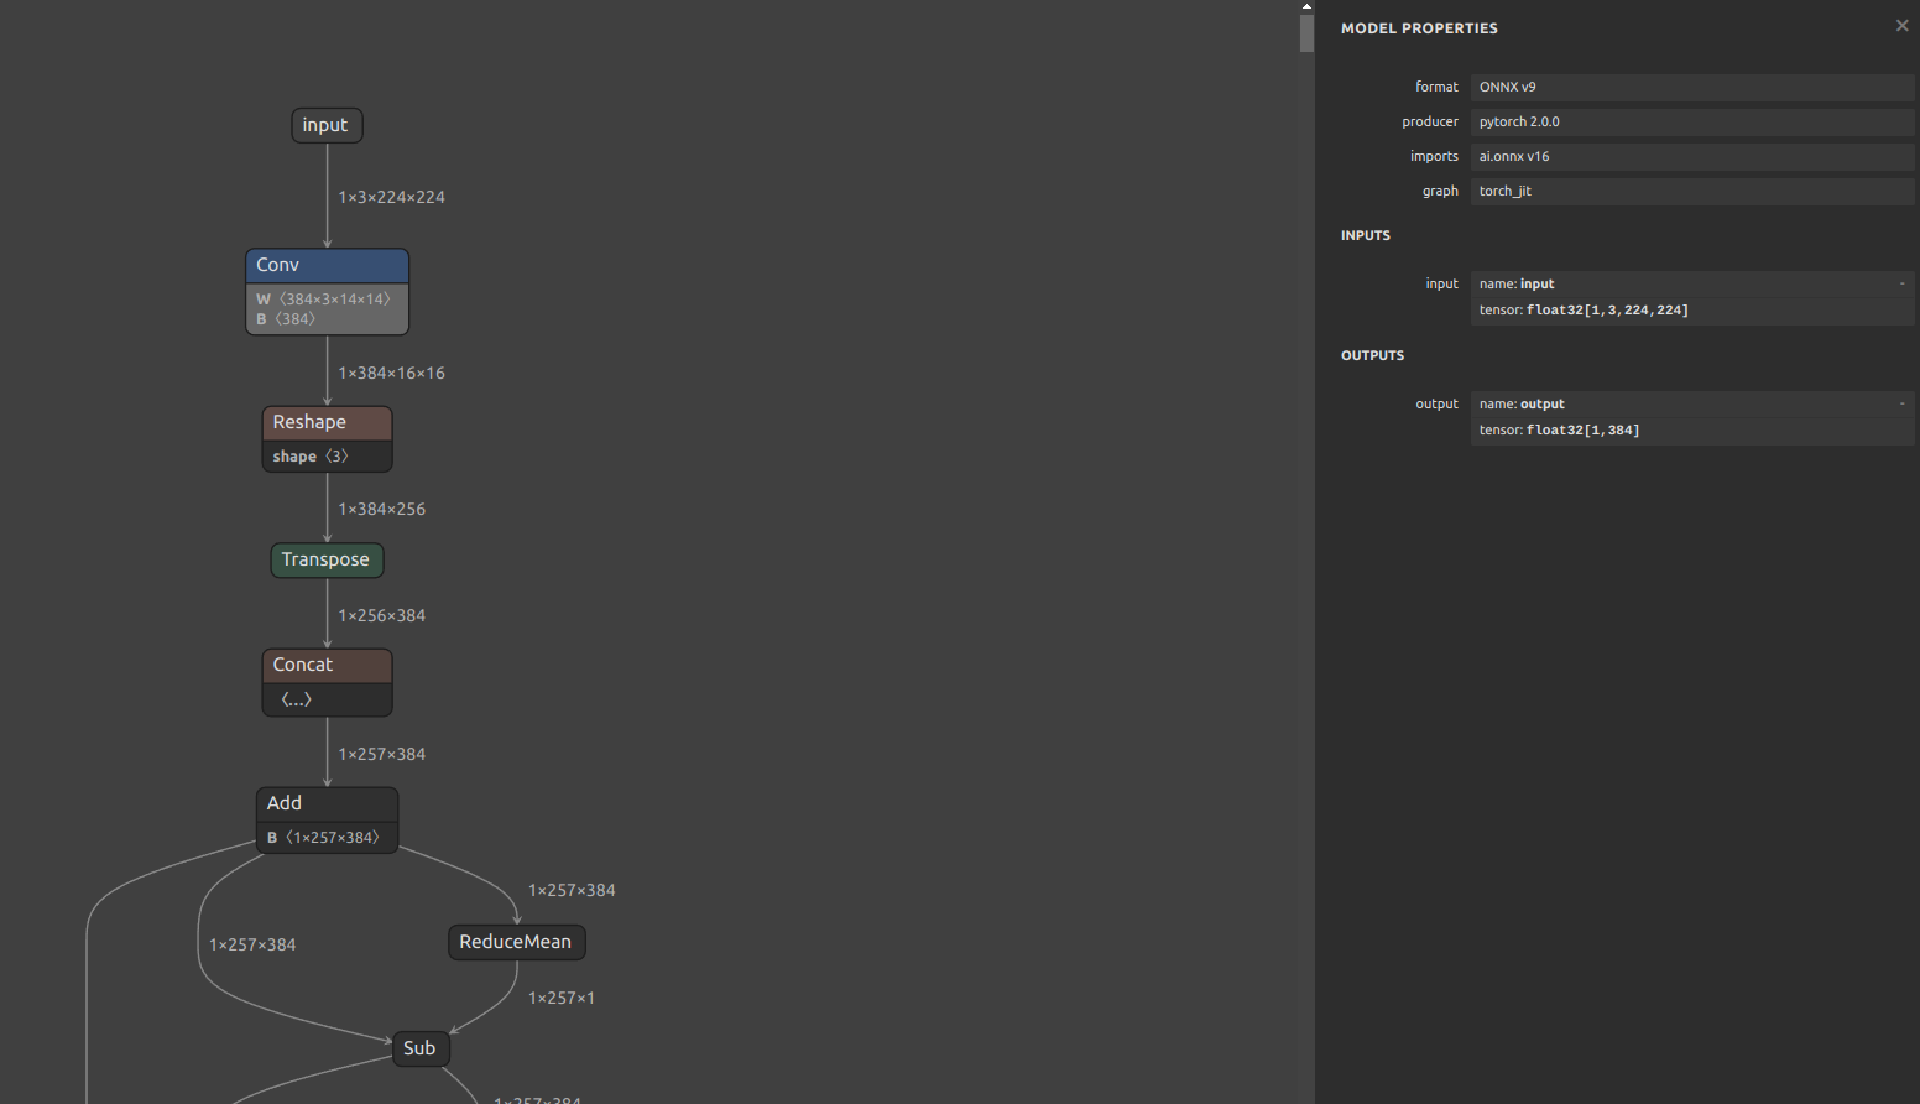 input
1×3×224×224
Conv
W 〈384×3×14×14〉
B 〈384〉
1×384×16×16
Reshape
shape 〈3〉
1×384×256
Transpose
1×256×384
Concat
〈...〉
1×257×384
Add
B 〈1×257×384〉
1×257×384
1×257×384
ReduceMean
1×257×1
Sub
1×257×384
MODEL PROPERTIES
format ONNX v9
producer pytorch 2.0.0
imports ai.onnx v16
graph torch_jit
INPUTS
input name: input -
tensor: float32[1,3,224,224]
OUTPUTS
output name: output -
tensor: float32[1,384]